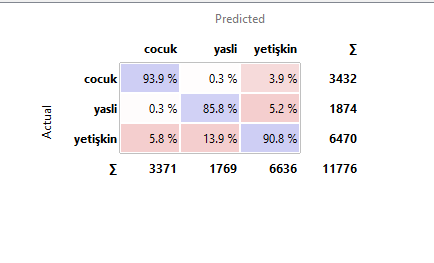 Predicted
cocuk yasli yetişkin ∑
cocuk 93.9 % 0.3 % 3.9 % 3432
yasli 0.3 % 85.8 % 5.2 % 1874
yetişkin 5.8 % 13.9 % 90.8 % 6470
∑ 3371 1769 6636 11776
Actual